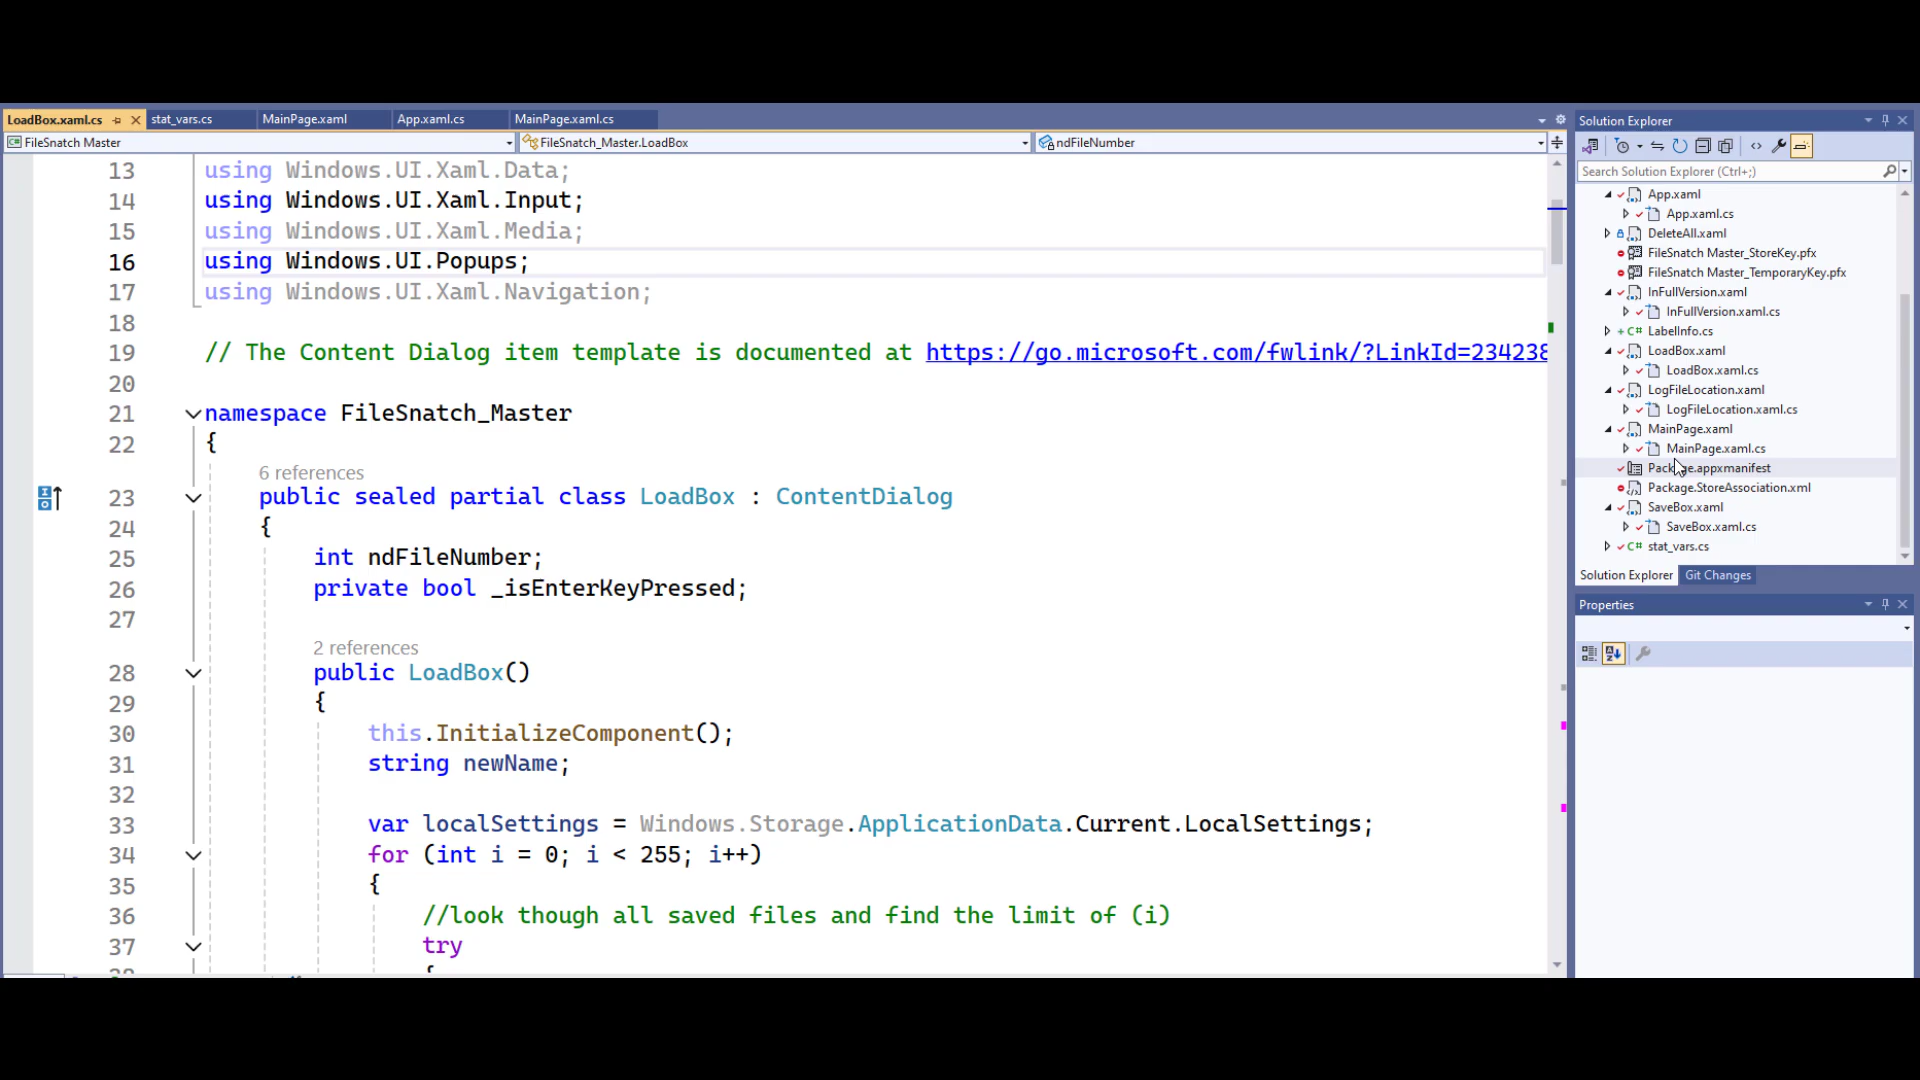 LoadBox.xaml.cs
stat_vars.cs
MainPage.xaml
App.xaml.cs
MainPage.xaml.cs
FileSnatch Master
FileSnatch_Master.LoadBox
ndFileNumber
13 using Windows.UI.Xaml.Data;
14 using Windows.UI.Xaml.Input;
15 using Windows.UI.Xaml.Media;
16 using Windows.UI.Popups;
17 using Windows.UI.Xaml.Navigation;
18
19 // The Content Dialog item template is documented at https://go.microsoft.com/fwlink/?LinkId=234238
20
21 namespace FileSnatch_Master
22 {
6 references
23 public sealed partial class LoadBox : ContentDialog
24 {
25 int ndFileNumber;
26 private bool _isEnterKeyPressed;
27
2 references
28 public LoadBox()
29 {
30 this.InitializeComponent();
31 string newName;
32
33 var localSettings = Windows.Storage.ApplicationData.Current.LocalSettings;
34 for (int i = 0; i < 255; i++)
35 {
36 //look though all saved files and find the limit of (i)
37 try
38 {
Solution Explorer
Search Solution Explorer (Ctrl+;)
App.xaml
App.xaml.cs
DeleteAll.xaml
FileSnatch Master_StoreKey.pfx
FileSnatch Master_TemporaryKey.pfx
InFullVersion.xaml
InFullVersion.xaml.cs
C# LabelInfo.cs
LoadBox.xaml
LoadBox.xaml.cs
LogFileLocation.xaml
LogFileLocation.xaml.cs
MainPage.xaml
MainPage.xaml.cs
Package.appxmanifest
Package.StoreAssociation.xml
SaveBox.xaml
SaveBox.xaml.cs
C# stat_vars.cs
Solution Explorer
Git Changes
Properties